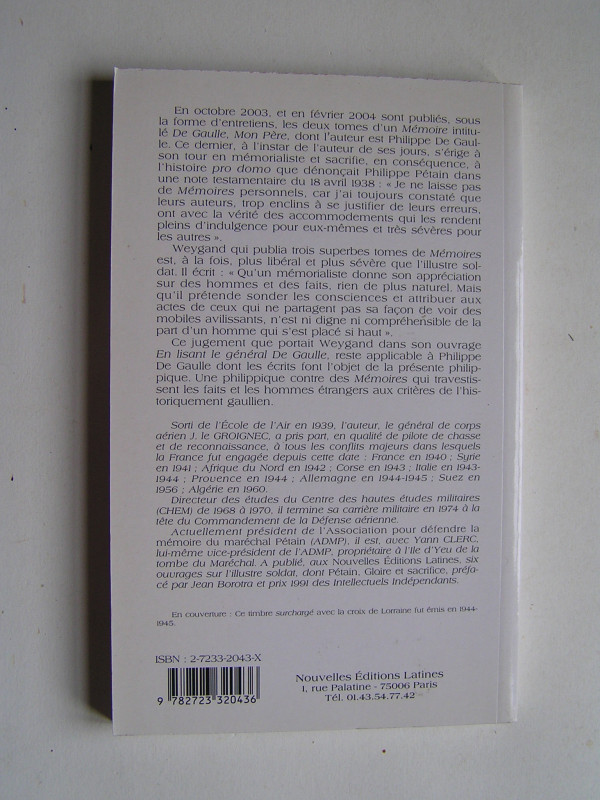 En octobre 2003, et en février 2004 sont publiés, sous
la forme d'entretiens, les deux tomes d'un Mémoire intitu-
lé De Gaulle, Mon Père, dont l'auteur est Philippe De Gaul-
le. Ce dernier, à l'instar de l'auteur de ses jours, s'érige à
son tour en mémorialiste et sacrifie, en conséquence, à
l'histoire pro domo que dénonçait Philippe Pétain dans
une note testamentaire du 18 avril 1938 : « Je ne laisse pas
de Mémoires personnels, car j'ai toujours constaté que
leurs auteurs, trop enclins à se justifier de leurs erreurs,
ont avec la vérité des accommodements qui les rendent
pleins d'indulgence pour eux-mêmes et très sévères pour
les autres ».
Weygand qui publia trois superbes tomes de Mémoires
est, à la fois, plus libéral et plus sévère que l'illustre sol-
dat. Il écrit : « Qu'un mémorialiste donne son appréciation
sur des hommes et des faits, rien de plus naturel. Mais
qu'il prétende sonder les consciences et attribuer aux
actes de ceux qui ne partagent pas sa façon de voir des
mobiles avilissants, n'est ni digne ni compréhensible de la
part d'un homme qui s'est placé si haut ».
Ce jugement que portait Weygand dans son ouvrage
En lisant le général De Gaulle, reste applicable à Philippe
De Gaulle dont les écrits font l'objet de la présente philip-
pique. Une philippique contre des Mémoires qui travestis-
sent les faits et les hommes étrangers aux critères de l'his-
toriquement gaullien.
Sorti de l'École de l'Air en 1939, l'auteur, le général de corps
aérien J. le GROIGNEC, a pris part, en qualité de pilote de chasse
et de reconnaissance, à tous les conflits majeurs dans lesquels
la France fut engagée depuis cette date : France en 1940 ; Syrie
en 1941 ; Afrique du Nord en 1942 ; Corse en 1943 ; Italie en 1943-
1944 ; Provence en 1944 ; Allemagne en 1944-1945 ; Suez en
1956 ; Algérie en 1960.
Directeur des études du Centre des hautes études militaires
(CHEM) de 1968 à 1970, il termine sa carrière militaire en 1974 à la
tête du Commandement de la Défense aérienne.
Actuellement président de l'Association pour défendre la
mémoire du maréchal Pétain (ADMP), il est, avec Yann CLERC,
lui-même vice-président de l'ADMP, propriétaire à l'Ile d'Yeu de la
tombe du Maréchal. A publié, aux Nouvelles Éditions Latines, six
ouvrages sur l'illustre soldat, dont Pétain, Gloire et sacrifice, préfa-
cé par Jean Borotra et prix 1991 des Intellectuels Indépendants.
En couverture : Ce timbre surchargé avec la croix de Lorraine fut émis en 1944-
1945.
ISBN : 2-7233-2043-X
9 782723 320436
Nouvelles Éditions Latines
1, rue Palatine - 75006 Paris
Tél. 01.43.54.77.42